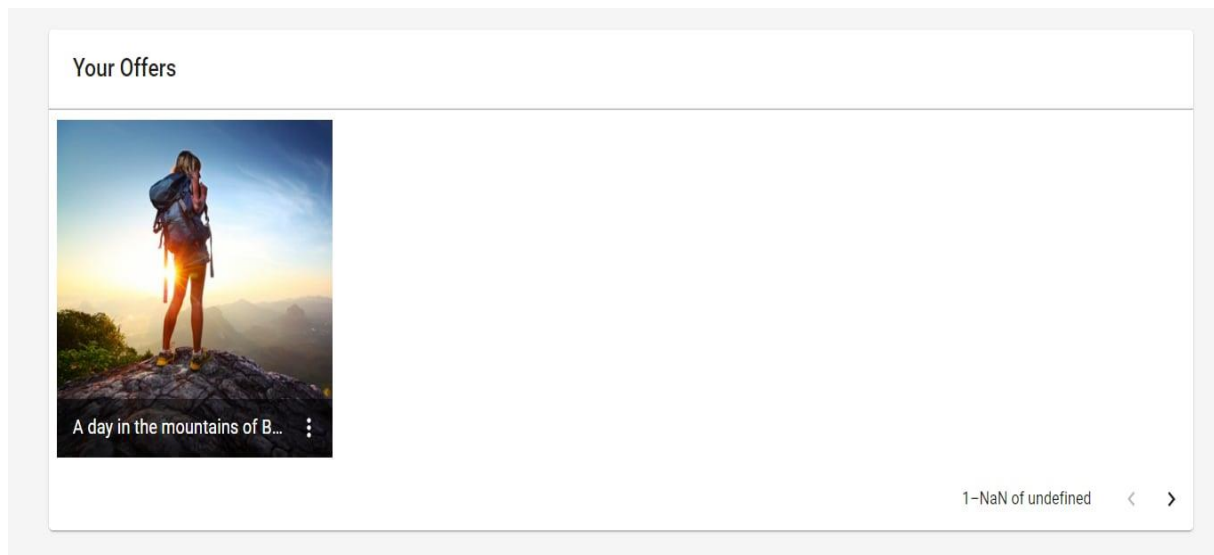 Your Offers
A day in the mountains of B...
1–NaN of undefined